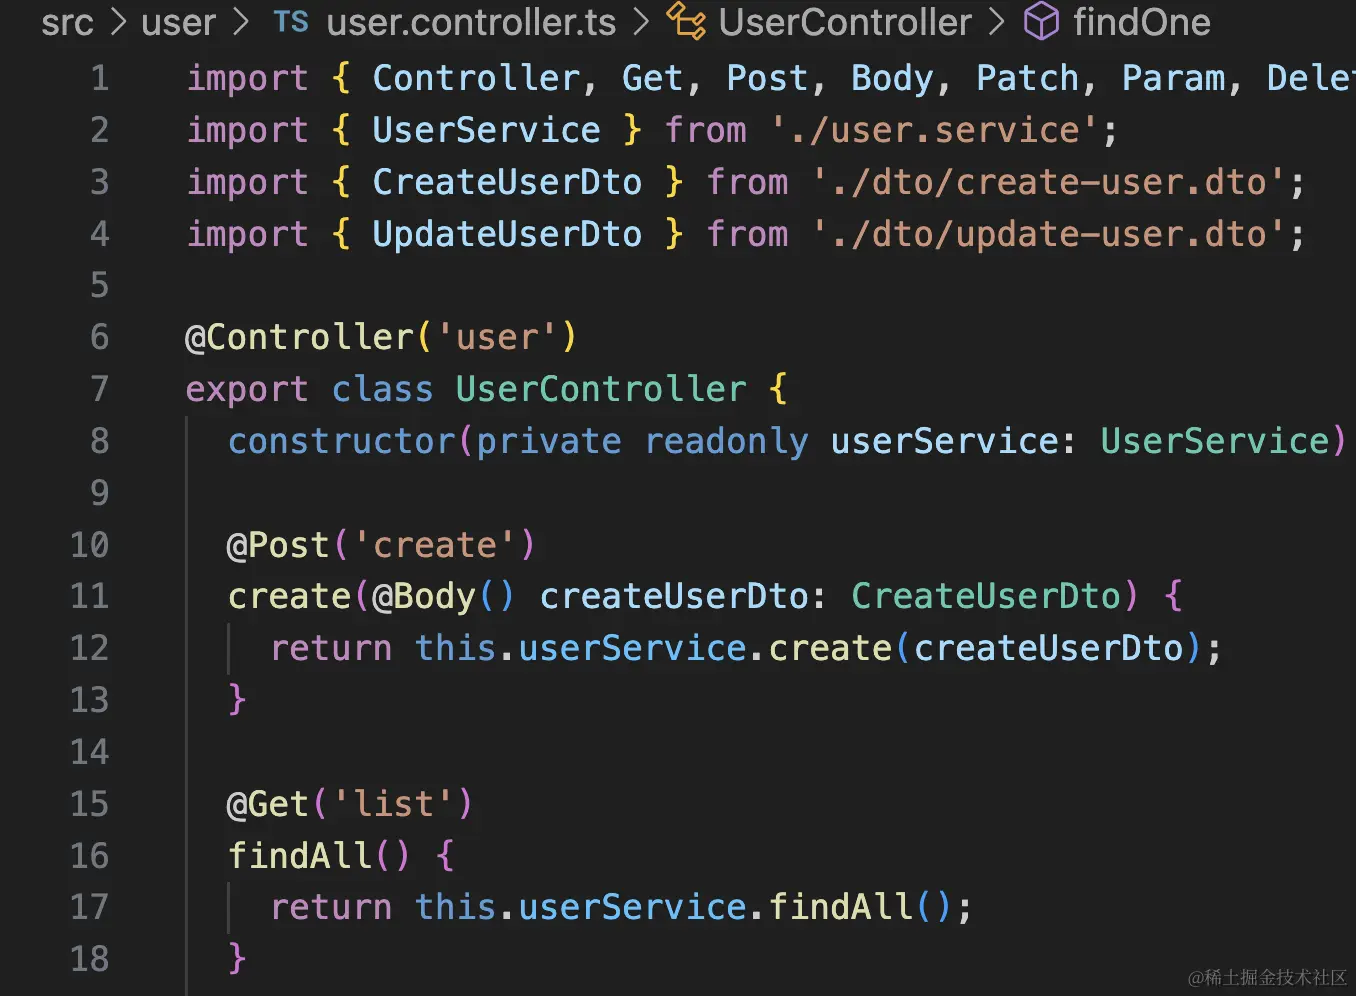 src > user > TS user.controller.ts > UserController > findOne
1 import { Controller, Get, Post, Body, Patch, Param,
2 import { UserService } from './user.service';
3 import { CreateUserDto } from './dto/create-user.dto';
4 import { UpdateUserDto } from './dto/update-user.dto';
5
6 @Controller('user')
7 export class UserController {
8 constructor(private readonly userService: UserService)
9
10 @Post('create')
11 create(@Body() createUserDto: CreateUserDto) {
12 return this.userService.create(createUserDto);
13 }
14
15 @Get('list')
16 findAll() {
17 return this.userService.findAll();
18 }
@稀土掘金技术社区